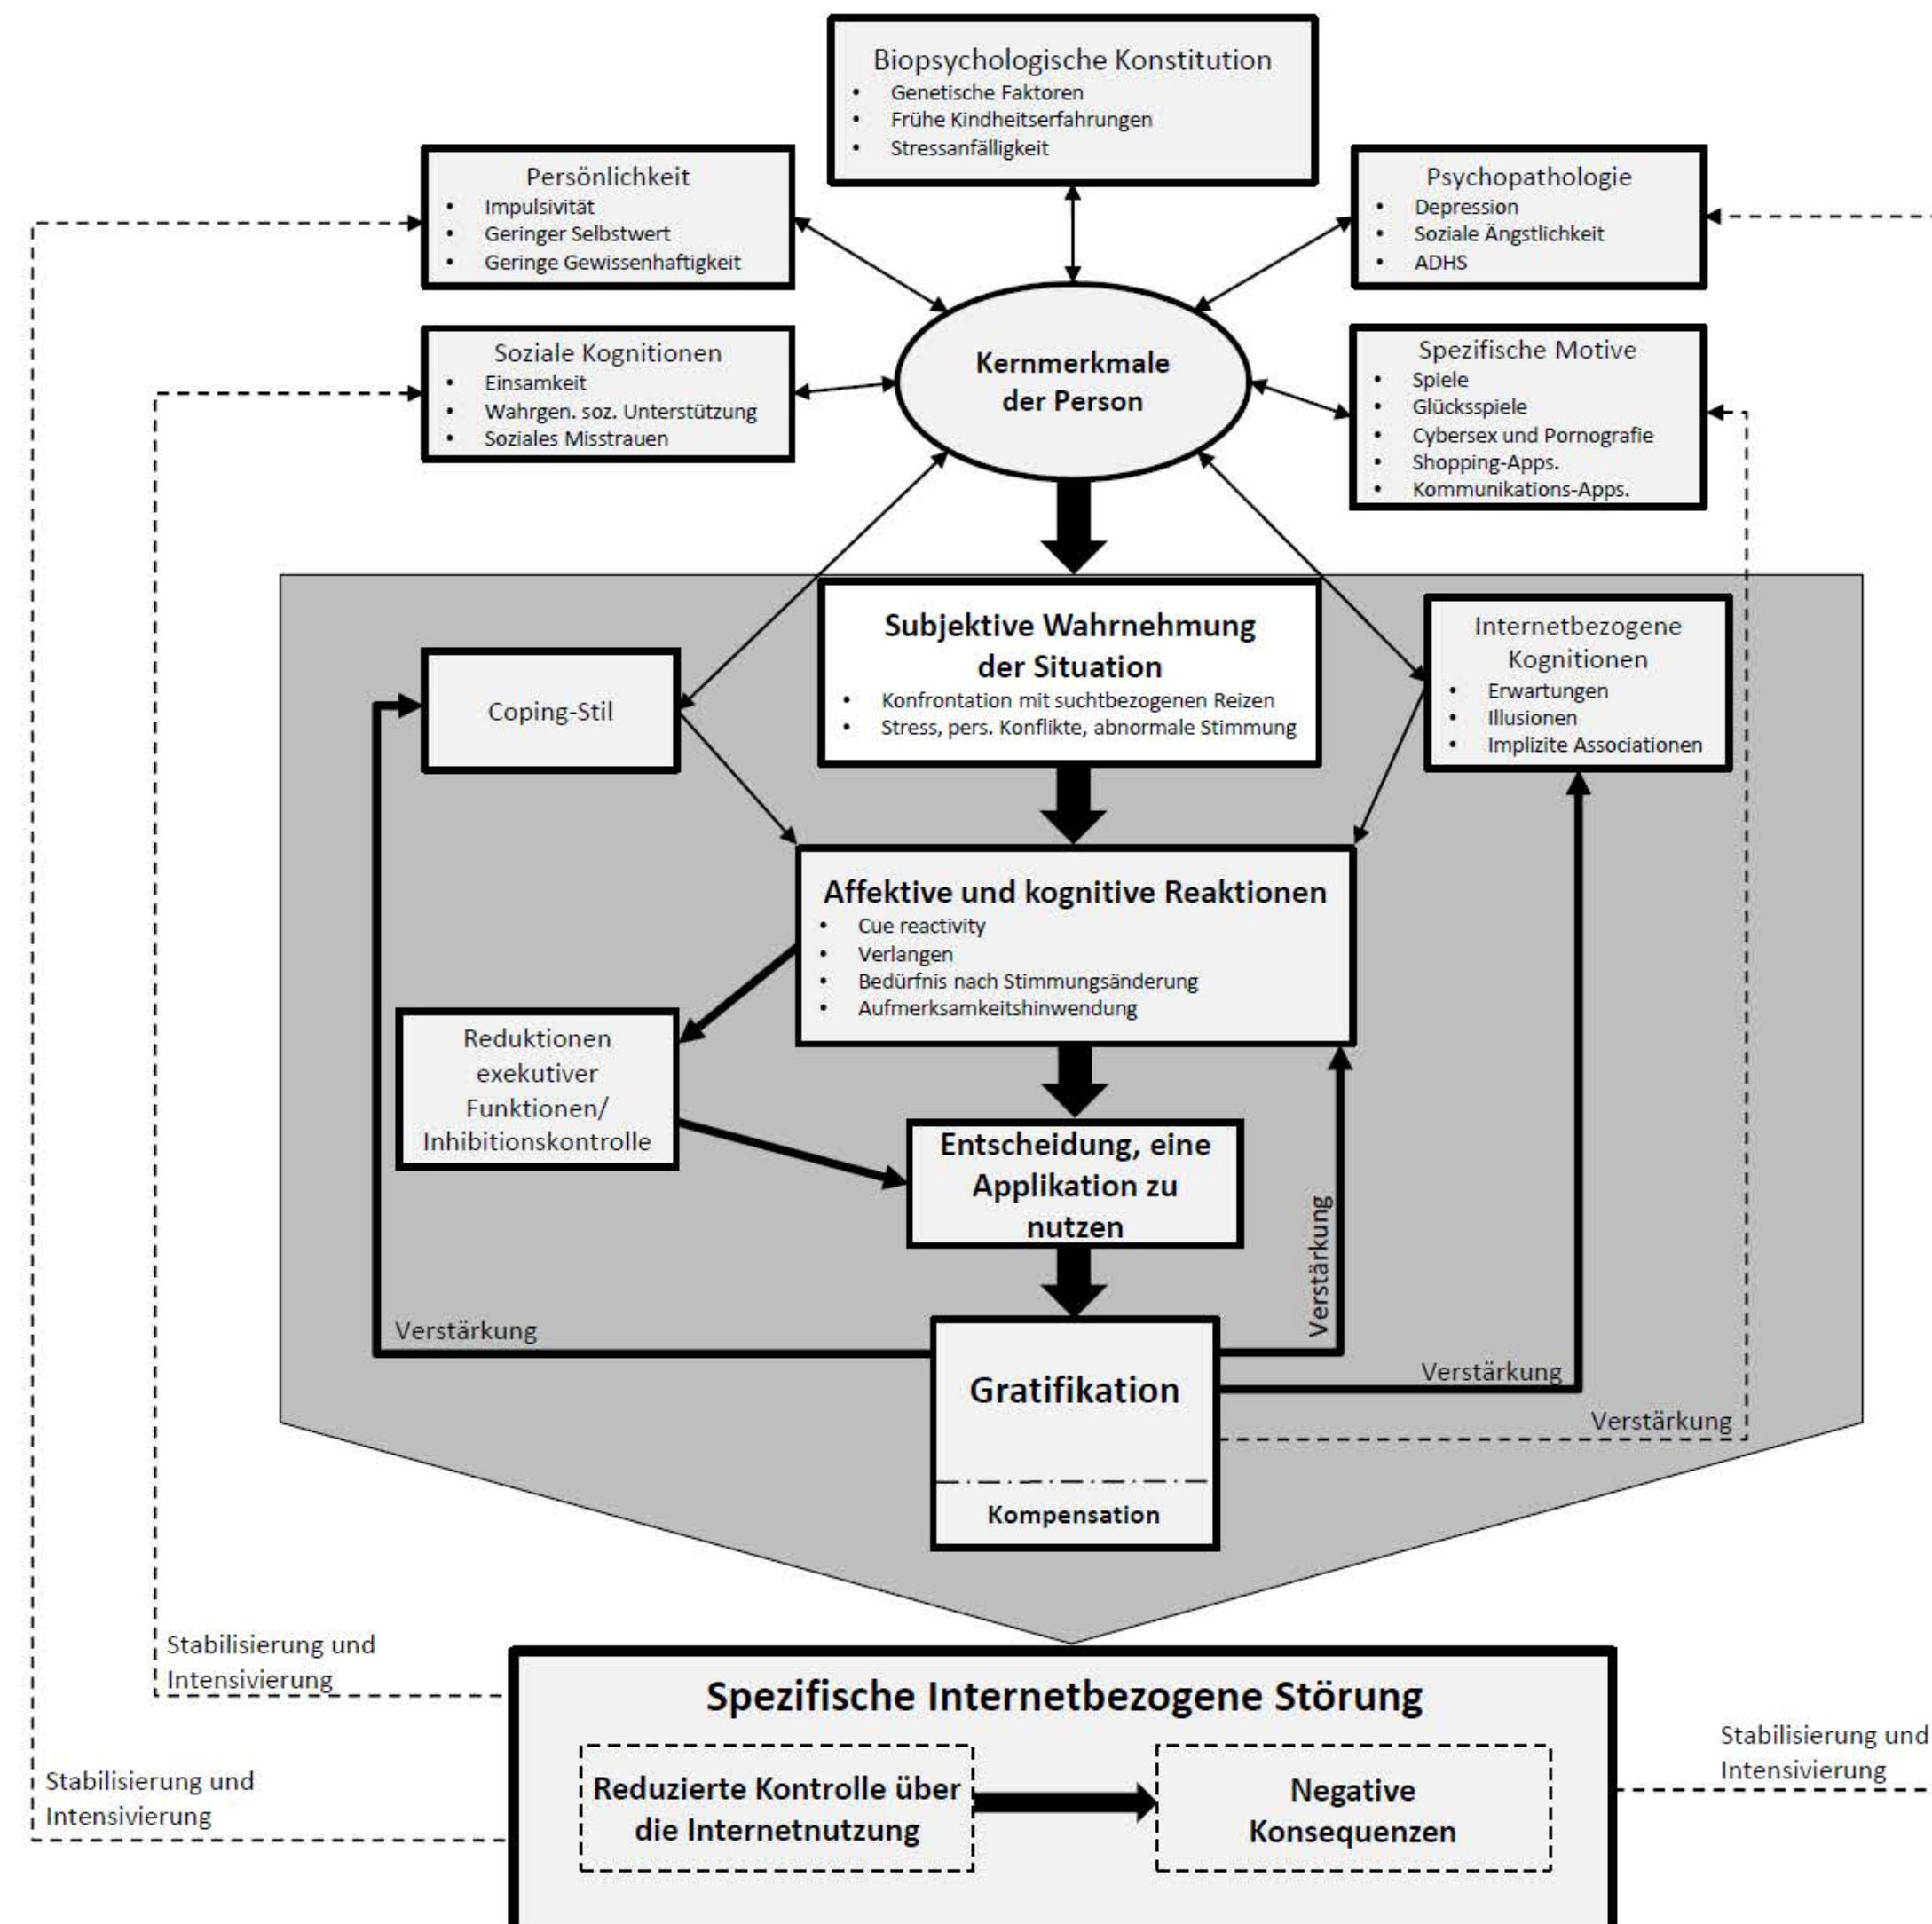 Biopsychologische Konstitution
• Genetische Faktoren
• Frühe Kindheitserfahrungen
• Stressanfälligkeit
Persönlichkeit
• Impulsivität
• Geringer Selbstwert
• Geringe Gewissenhaftigkeit
Psychopathologie
• Depression
• Soziale Ängstlichkeit
• ADHS
Soziale Kognitionen
• Einsamkeit
• Wahrgen. soz. Unterstützung
• Soziales Misstrauen
Kernmerkmale
der Person
Spezifische Motive
• Spiele
• Glücksspiele
• Cybersex und Pornografie
• Shopping-Apps.
• Kommunikations-Apps.
Subjektive Wahrnehmung
der Situation
• Konfrontation mit suchtbezogenen Reizen
• Stress, pers. Konflikte, abnormale Stimmung
Coping-Stil
Internetbezogene
Kognitionen
• Erwartungen
• Illusionen
• Implizite Associationen
Affektive und kognitive Reaktionen
• Cue reactivity
• Verlangen
• Bedürfnis nach Stimmungsänderung
• Aufmerksamkeitshinwendung
Reduktionen
exekutiver
Funktionen/
Inhibitionskontrolle
Entscheidung, eine
Applikation zu
nutzen
Verstärkung
Verstärkung
Gratifikation
Verstärkung
Verstärkung
Kompensation
Stabilisierung und
Intensivierung
Spezifische Internetbezogene Störung
Stabilisierung und
Intensivierung
Reduzierte Kontrolle über
die Internetnutzung
Negative
Konsequenzen
Stabilisierung und
Intensivierung